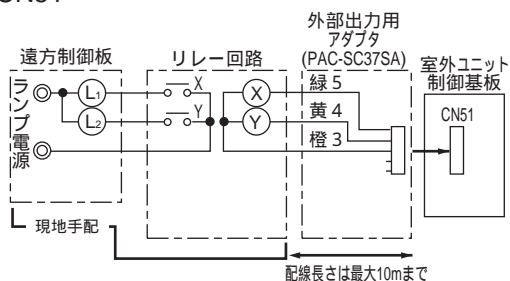 CN51
外部出力用
アダプタ
(PAC-SC37SA)
遠方制御板
リレー回路
室外ユニット
制御基板
ランプ電源
L1
L2
X
Y
X
Y
緑 5
黄 4
橙 3
CN51
現地手配
配線長さは最大10mまで